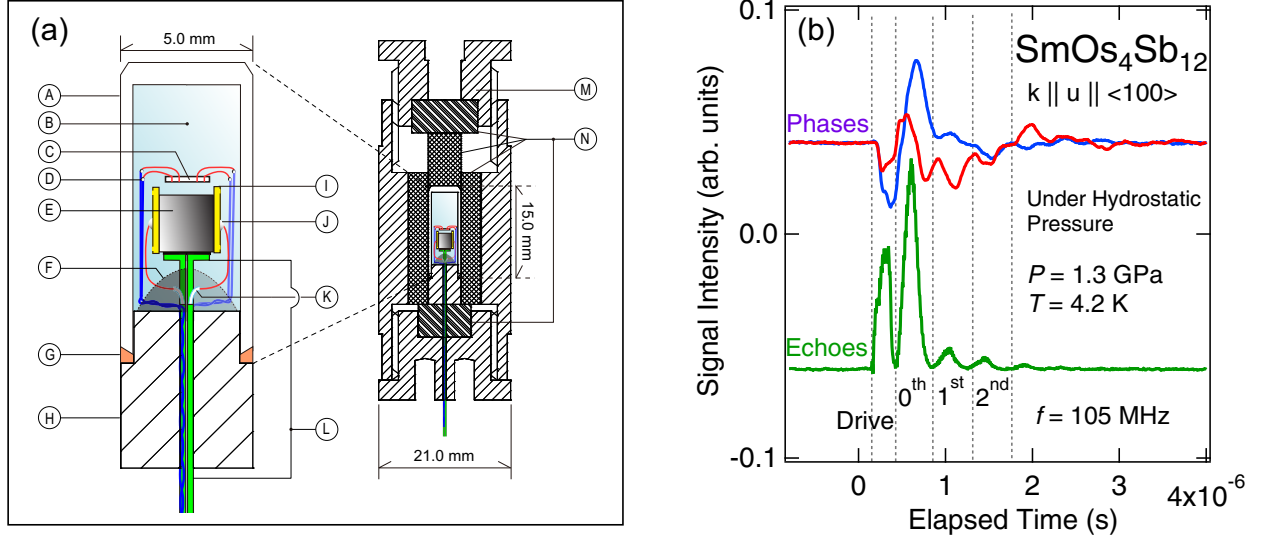 (a)
5.0 mm
A
B
C
D
E
F
G
H
I
J
K
L
M
N
15.0 mm
21.0 mm
(b)
0.1
0.0
-0.1
Signal Intensity (arb. units)
SmOs4Sb12
k || u || <100>
Phases
Under Hydrostatic
Pressure
P = 1.3 GPa
T = 4.2 K
Echoes
0th
1st
2nd
Drive
f = 105 MHz
0
1
2
3
4x10-6
Elapsed Time (s)